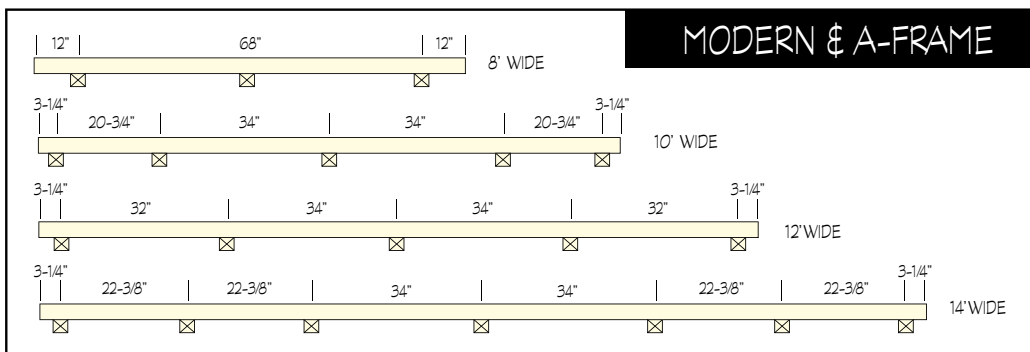 MODERN & A-FRAME
12" 68" 12"
8' WIDE
3-1/4" 20-3/4" 34" 34" 20-3/4" 3-1/4"
10' WIDE
3-1/4" 32" 34" 34" 32" 3-1/4"
12'WIDE
3-1/4" 22-3/8" 22-3/8" 34" 34" 22-3/8" 22-3/8" 3-1/4"
14'WIDE